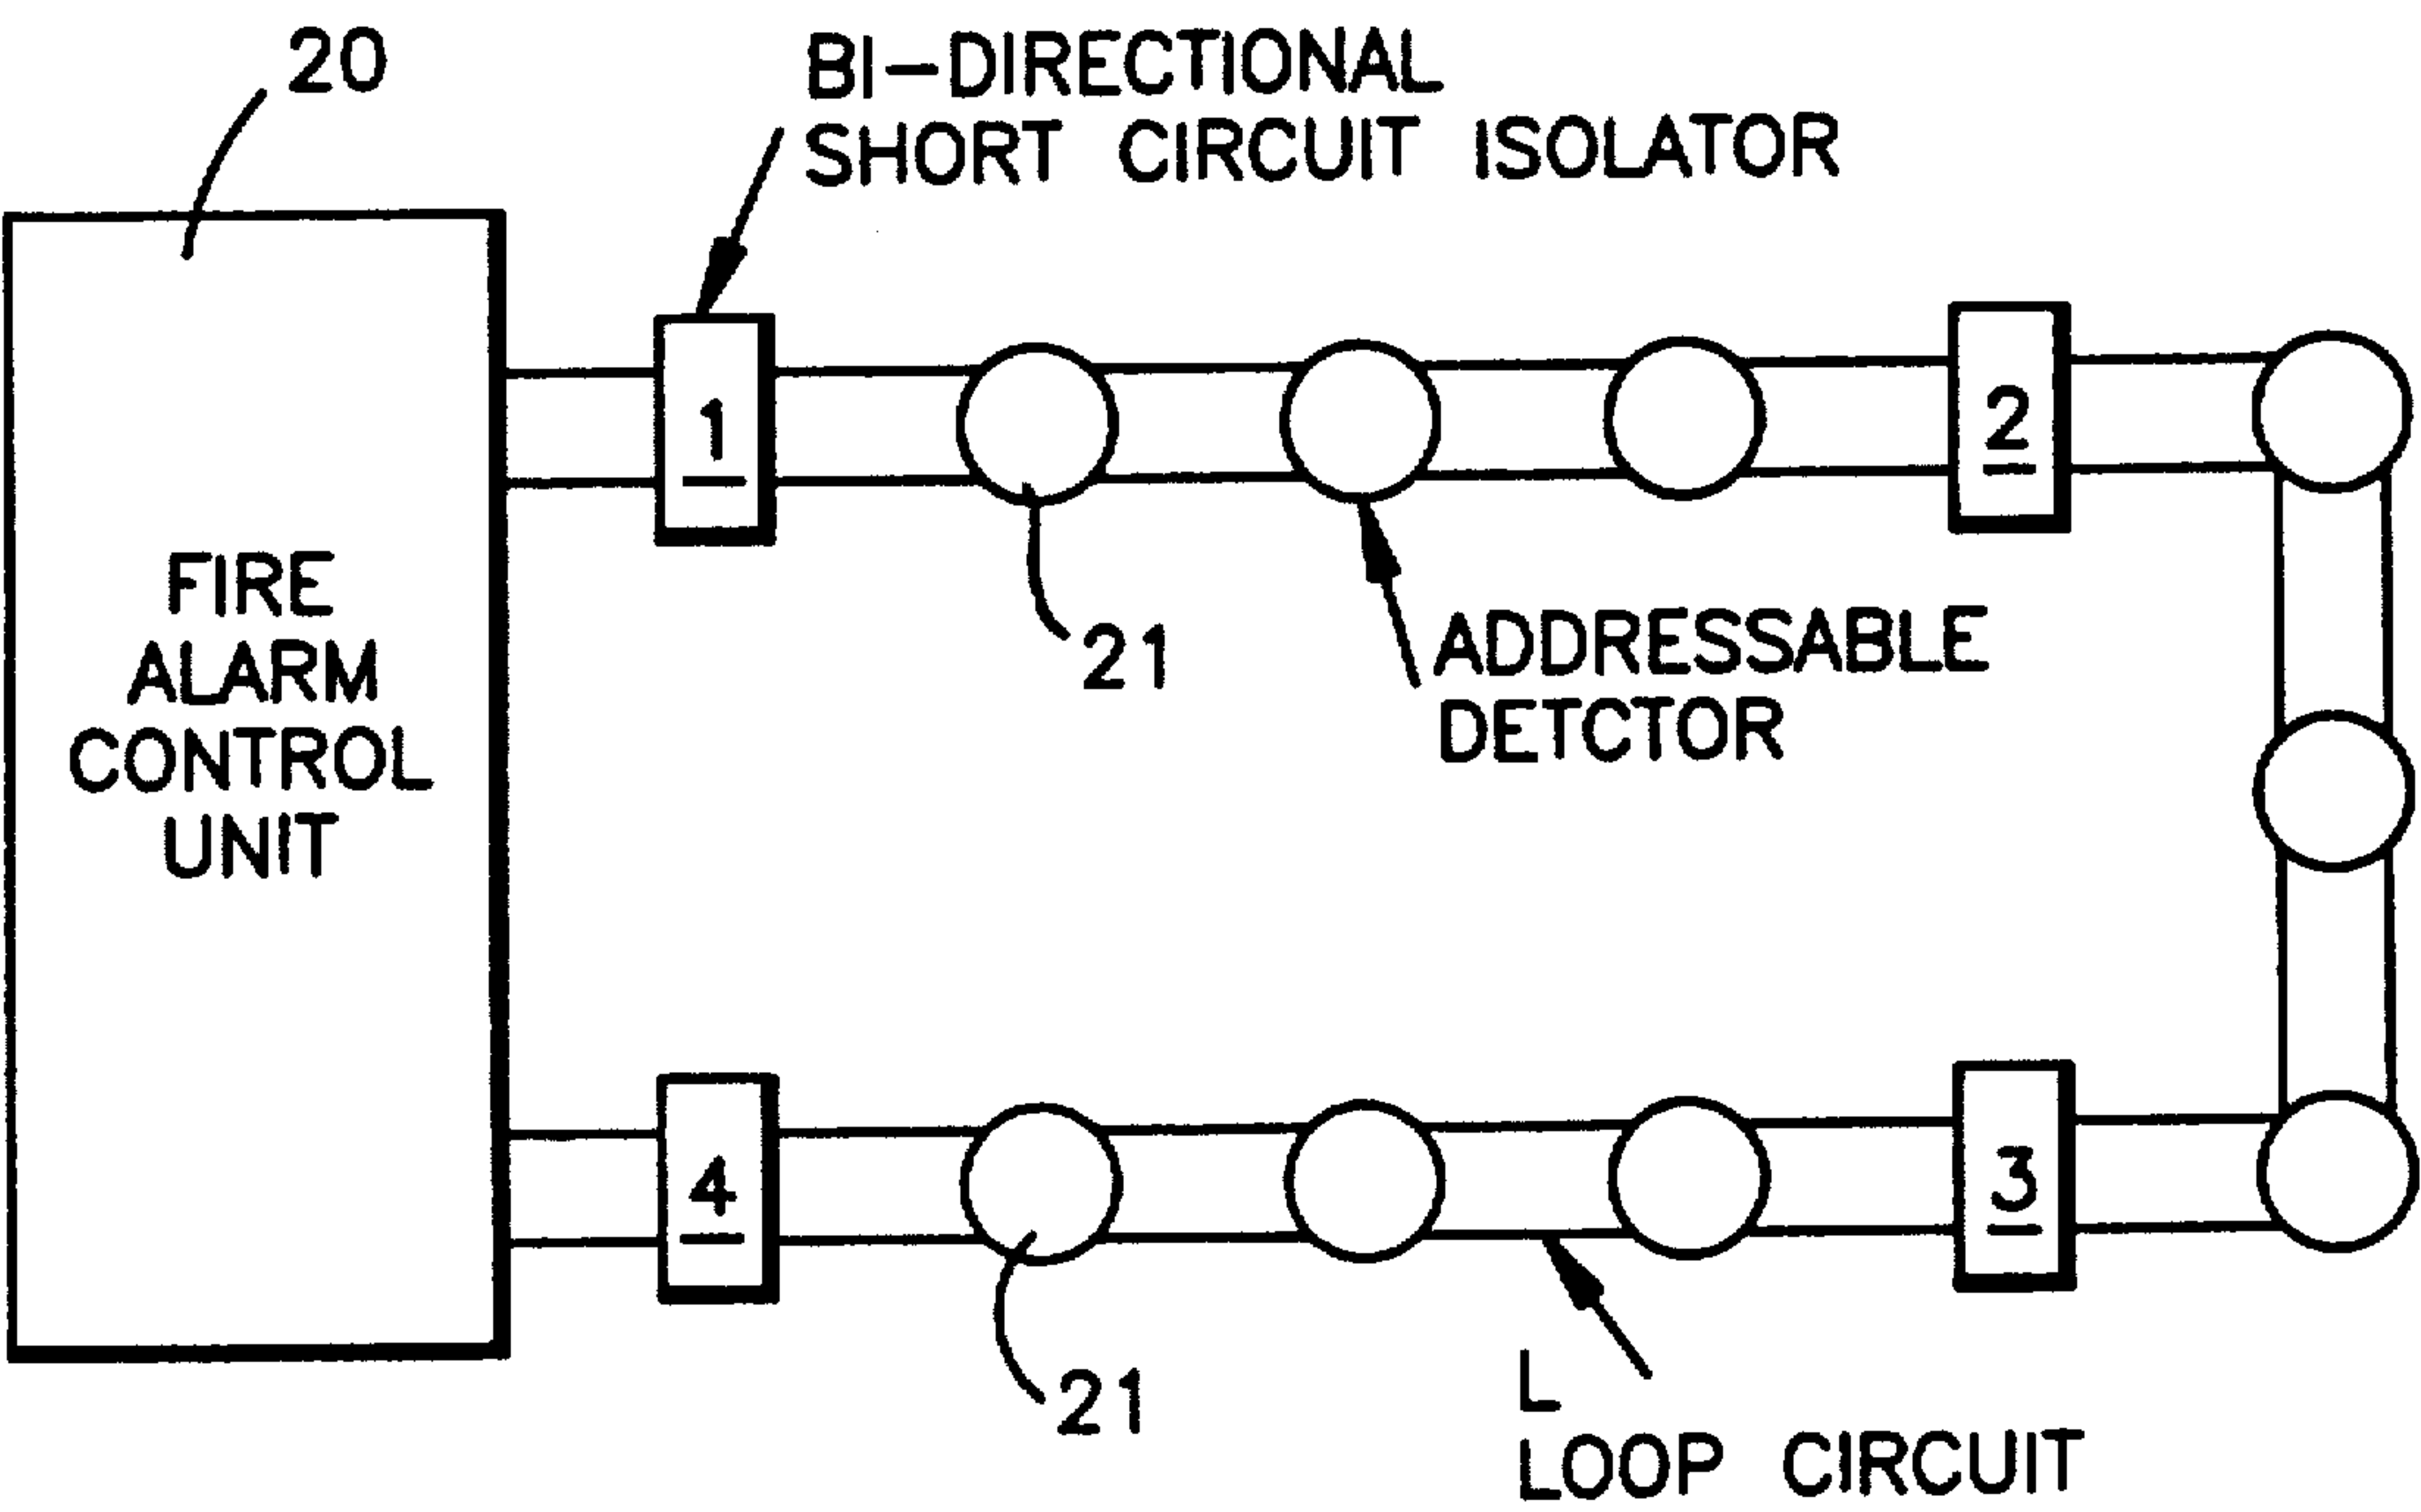 20
BI-DIRECTIONAL
SHORT CIRCUIT ISOLATOR
1
2
21
ADDRESSABLE
DETCTOR
FIRE
ALARM
CONTROL
UNIT
4
3
21
L
LOOP CIRCUIT